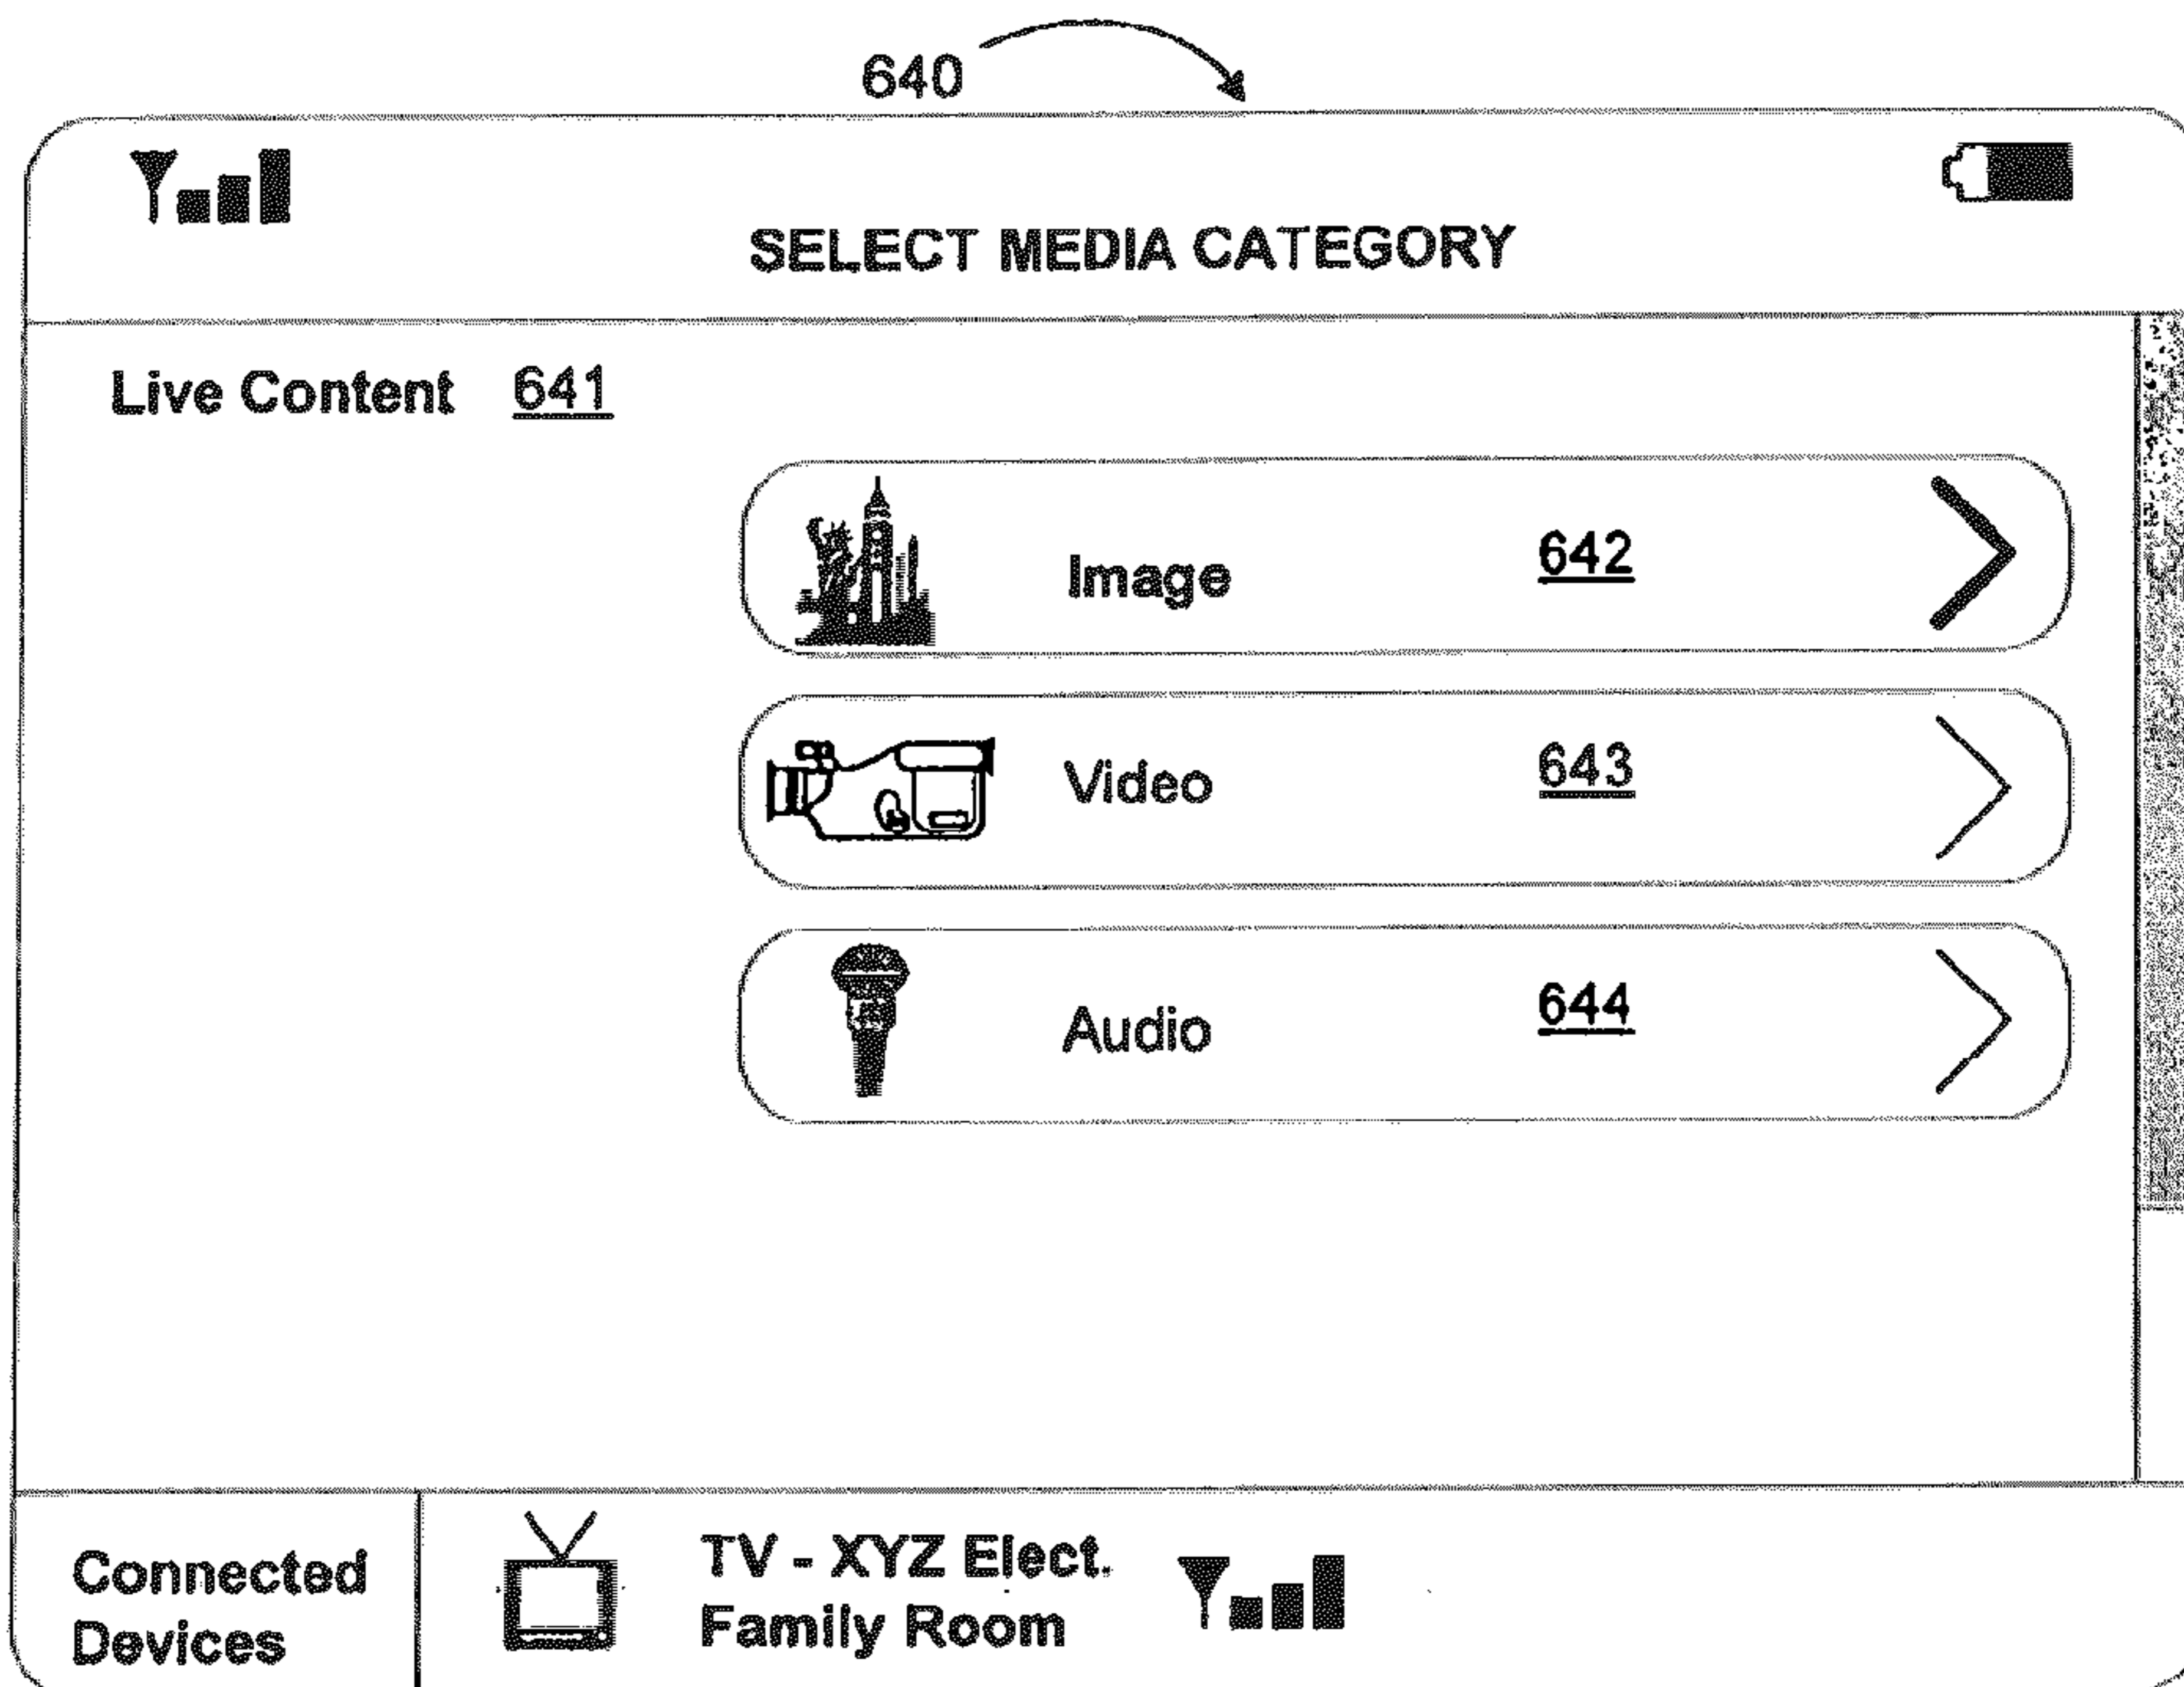 640
SELECT MEDIA CATEGORY
Live Content 641
Image 642
Video 643
Audio 644
Connected
Devices
TV - XYZ Elect.
Family Room